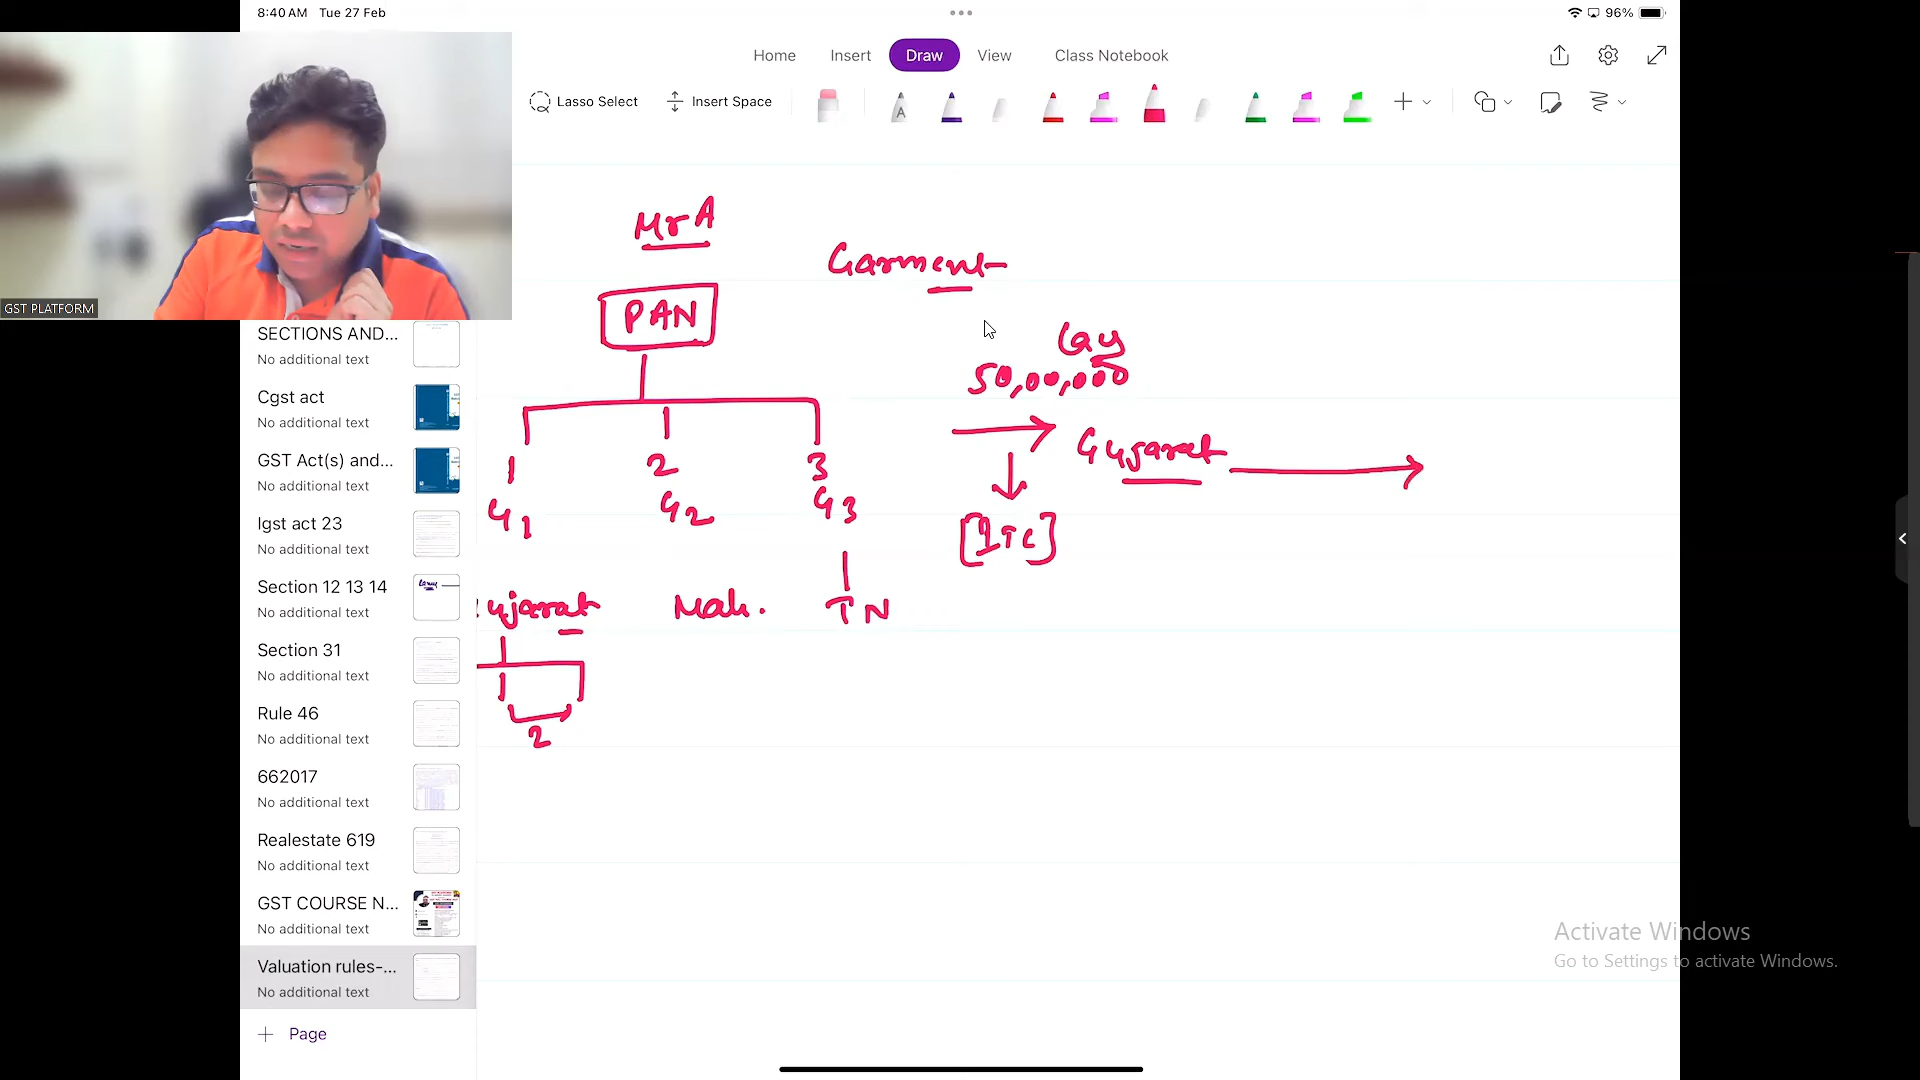 8:40 AM Tue 27 Feb
96%
Home Insert Draw View Class Notebook
Lasso Select Insert Space
A
GST PLATFORM
SECTIONS AND...
No additional text
Cgst act
No additional text
GST Act(s) and...
No additional text
Igst act 23
No additional text
Section 12 13 14
No additional text
Section 31
No additional text
Rule 46
No additional text
662017
No additional text
Realestate 619
No additional text
GST COURSE N...
No additional text
Valuation rules-...
No additional text
Page
Mr A
Garment
PAN
50,00,000
1 2 3
Gujarat
G1 G2 G3
[ITC]
ujarat Mah. TN
2
Activate Windows
Go to Settings to activate Windows.